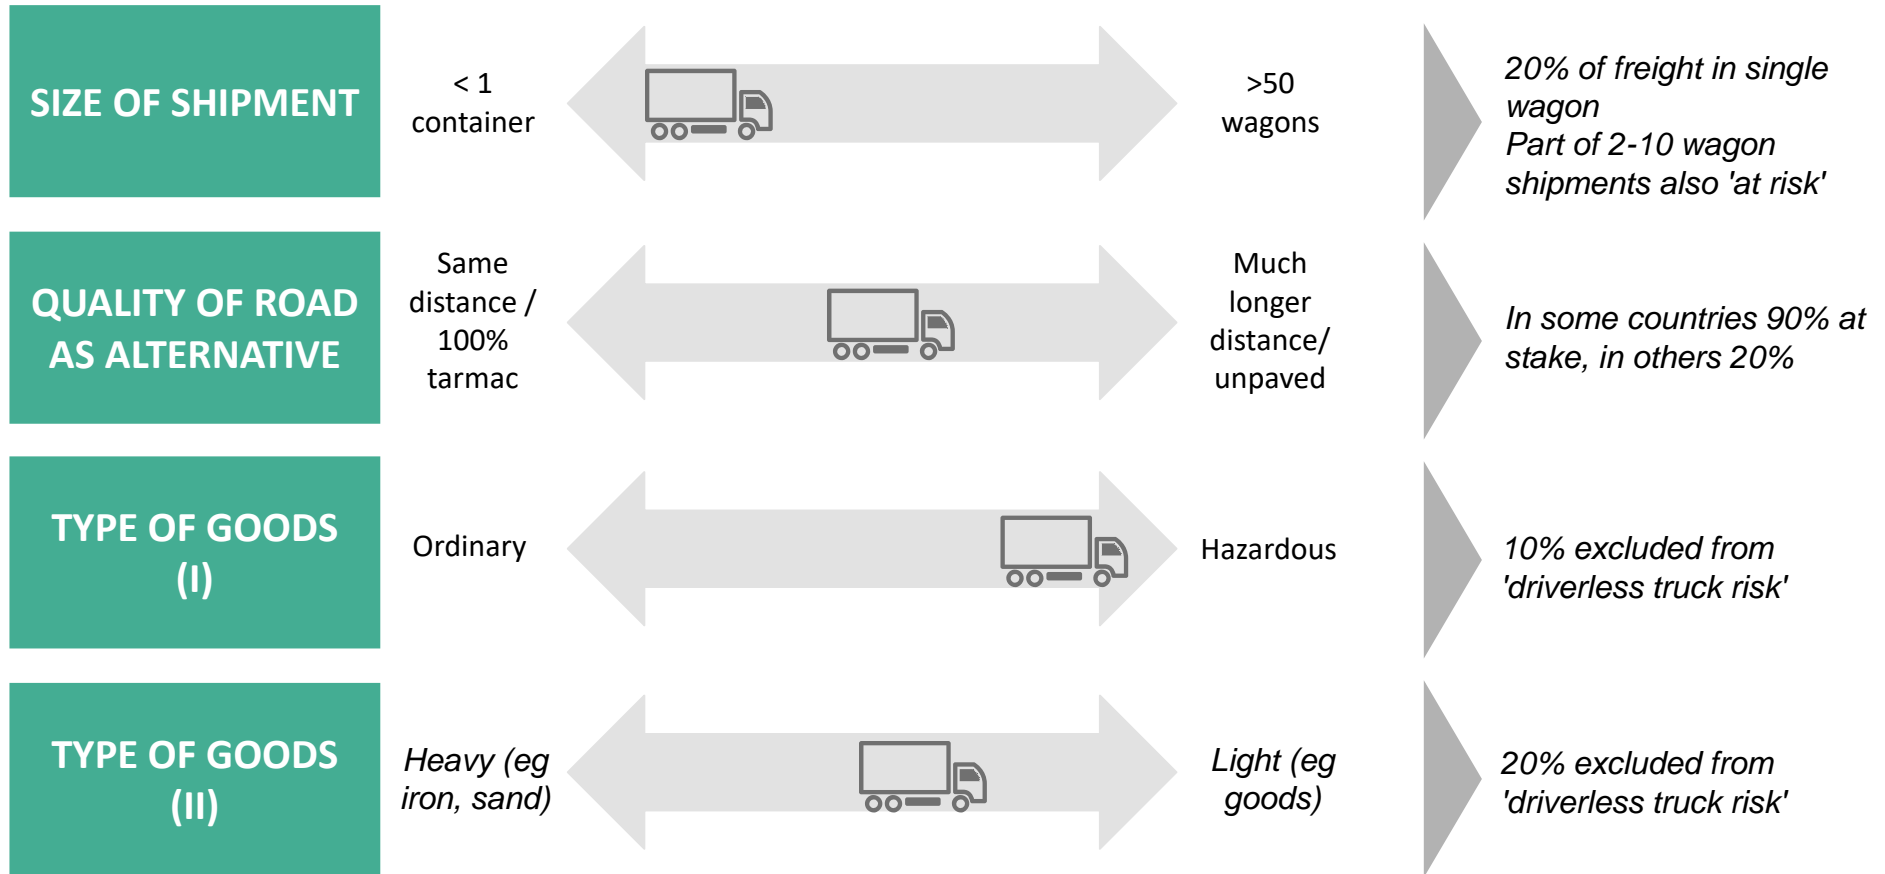 SIZE OF SHIPMENT
< 1
container
>50
wagons
20% of freight in single
wagon
Part of 2-10 wagon
shipments also 'at risk'
QUALITY OF ROAD
AS ALTERNATIVE
Same
distance /
100%
tarmac
Much
longer
distance/
unpaved
In some countries 90% at
stake, in others 20%
TYPE OF GOODS
(I)
Ordinary
Hazardous
10% excluded from
'driverless truck risk'
TYPE OF GOODS
(II)
Heavy (eg
iron, sand)
Light (eg
goods)
20% excluded from
'driverless truck risk'